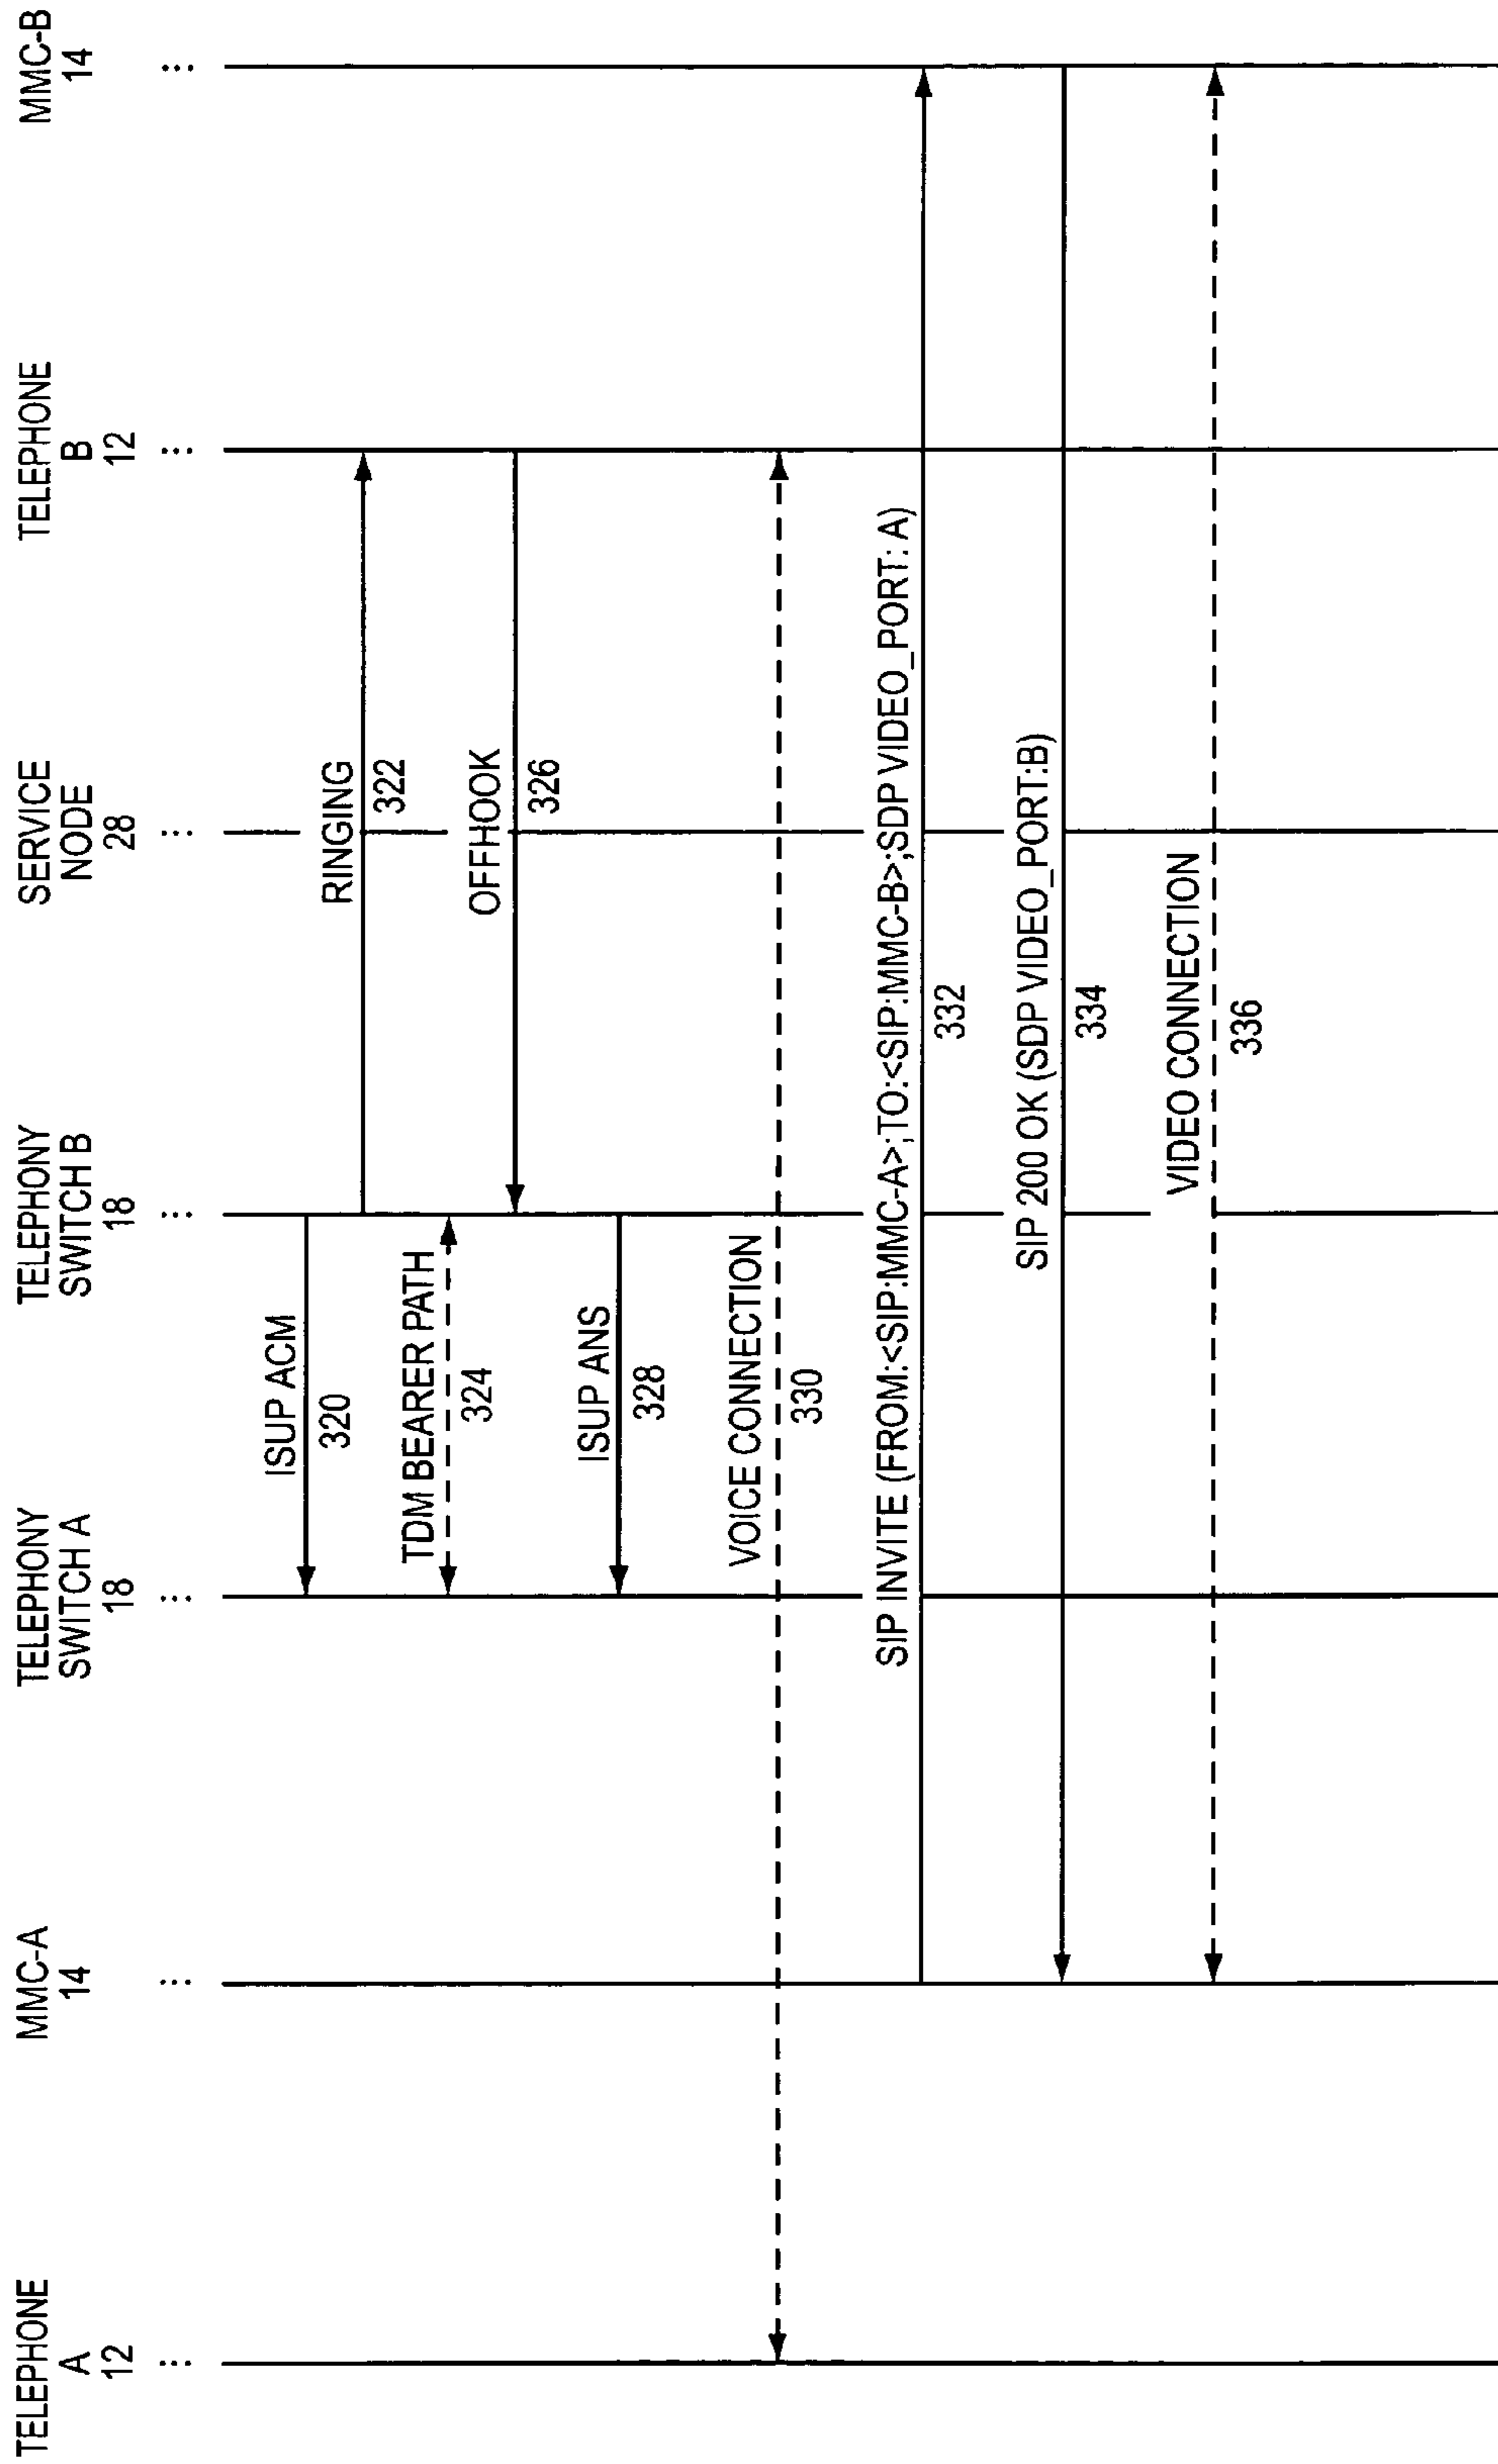 TELEPHONE
A
12
MMC-A
14
TELEPHONY
SWITCH A
18
TELEPHONY
SWITCH B
18
SERVICE
NODE
28
TELEPHONE
B
12
MMC-B
14
ISUP ACM
320
RINGING
322
TDM BEARER PATH
324
OFFHOOK
326
ISUP ANS
328
VOICE CONNECTION
330
SIP INVITE (FROM:<SIP:MMC-A>;TO:<SIP:MMC-B>;SDP VIDEO_PORT: A)
332
SIP 200 OK (SDP VIDEO_PORT:B)
334
VIDEO CONNECTION
336